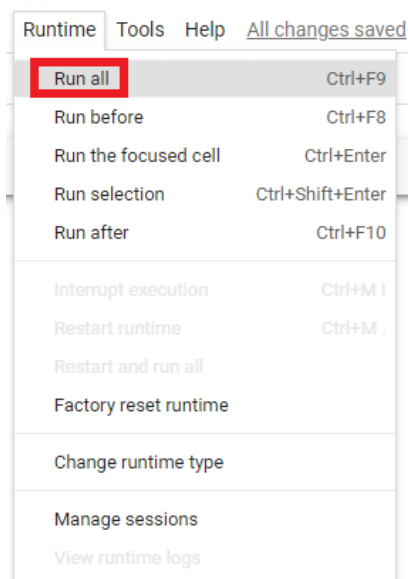 Runtime Tools Help All changes saved
Run all Ctrl+F9
Run before Ctrl+F8
Run the focused cell Ctrl+Enter
Run selection Ctrl+Shift+Enter
Run after Ctrl+F10
Interrupt execution Ctrl+M I
Restart runtime Ctrl+M .
Restart and run all
Factory reset runtime
Change runtime type
Manage sessions
View runtime logs